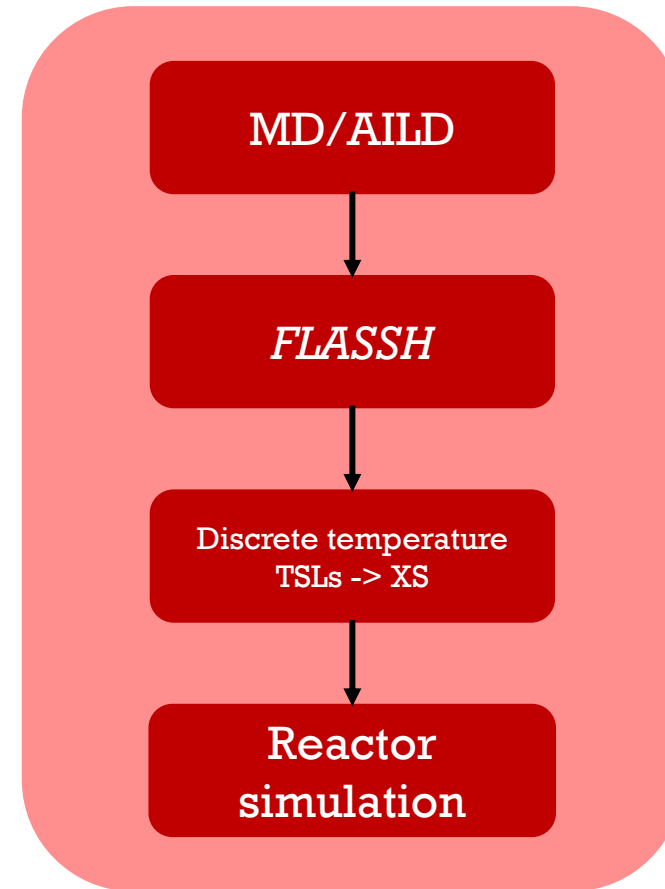 MD/AILD
FLASSH
Discrete temperature
TSLs -> XS
Reactor
simulation